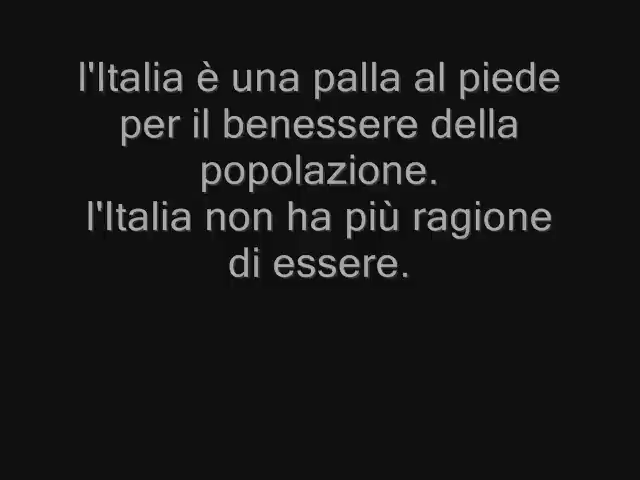 l'Italia è una palla al piede
per il benessere della
popolazione.
l'Italia non ha più ragione
di essere.